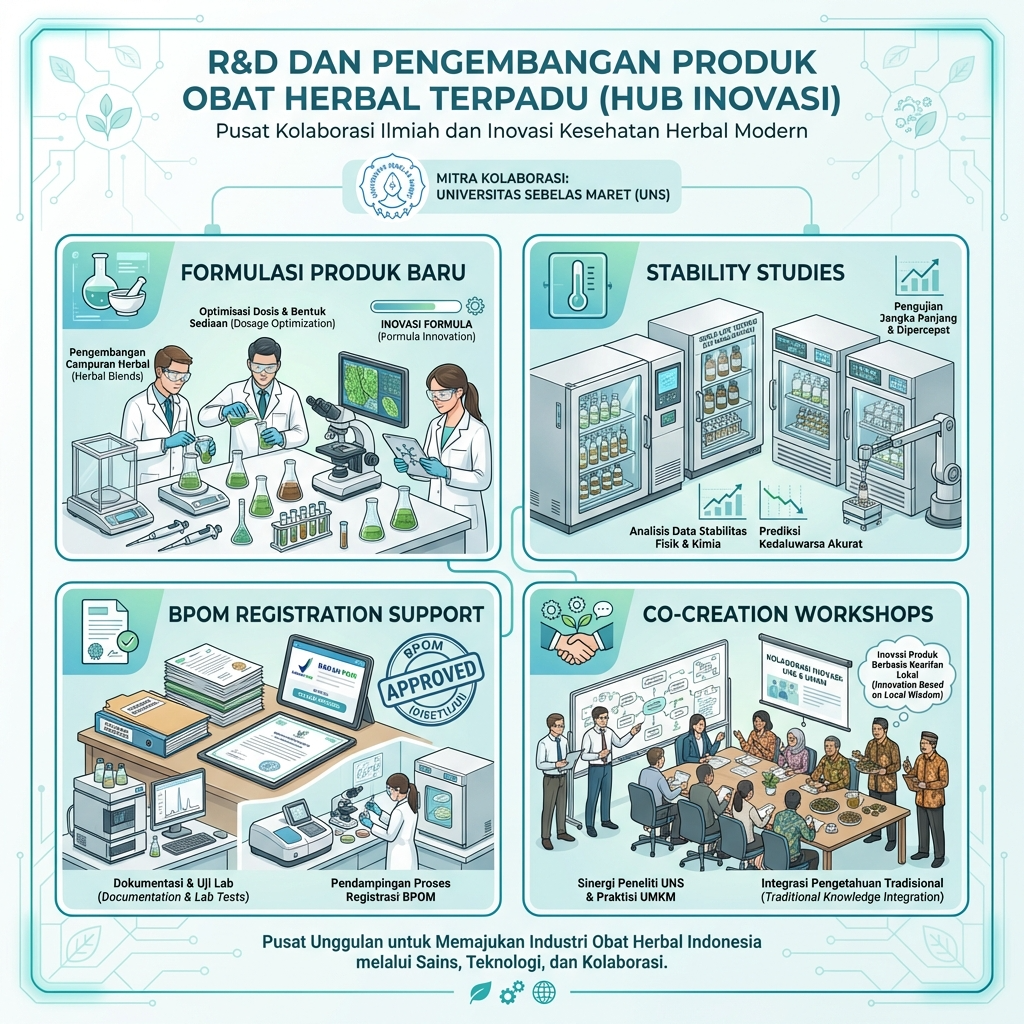 R&D DAN PENGEMBANGAN PRODUK
OBAT HERBAL TERPADU (HUB INOVASI)
Pusat Kolaborasi Ilmiah dan Inovasi Kesehatan Herbal Modern
MITRA KOLABORASI:
UNIVERSITAS SEBELAS MARET (UNS)
FORMULASI PRODUK BARU
Optimisasi Dosis & Bentuk
Sediaan (Dosage Optimization)
INOVASI FORMULA
(Formula Innovation)
Pengembangan
Campuran Herbal
(Herbal Blends)
STABILITY STUDIES
Pengujian
Jangka Panjang
& Dipercepat
Analisis Data Stabilitas
Fisik & Kimia
Prediksi
Kedaluwarsa Akurat
BPOM REGISTRATION SUPPORT
BPOM
APPROVED
Dokumentasi & UJI Lab
(Documentation & Lab Tests)
Pendampingan Proses
Registrasi BPOM
CO-CREATION WORKSHOPS
Inovssi Produk
Berbasis Kearifan
Lokal
(Innovation Based
on Local Wisdom)
Sinergi Peneliti UNS
& Praktisi UMKM
Integrasi Pengetahuan Tradisional
(Traditional Knowledge Integration)
Pusat Unggulan untuk Memajukan Industri Obat Herbal Indonesia
melalui Sains, Teknologi, dan Kolaborasi.